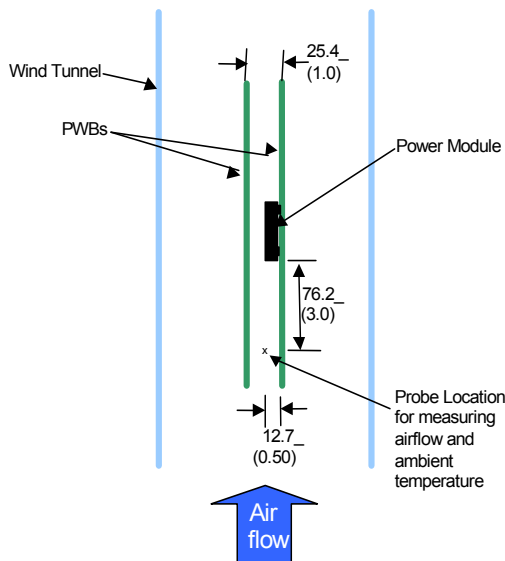 25.4_
(1.0)
Wind Tunnel
PWBs
Power Module
76.2_
(3.0)
x
Probe Location
for measuring
airflow and
ambient
temperature
12.7_
(0.50)
Air
flow